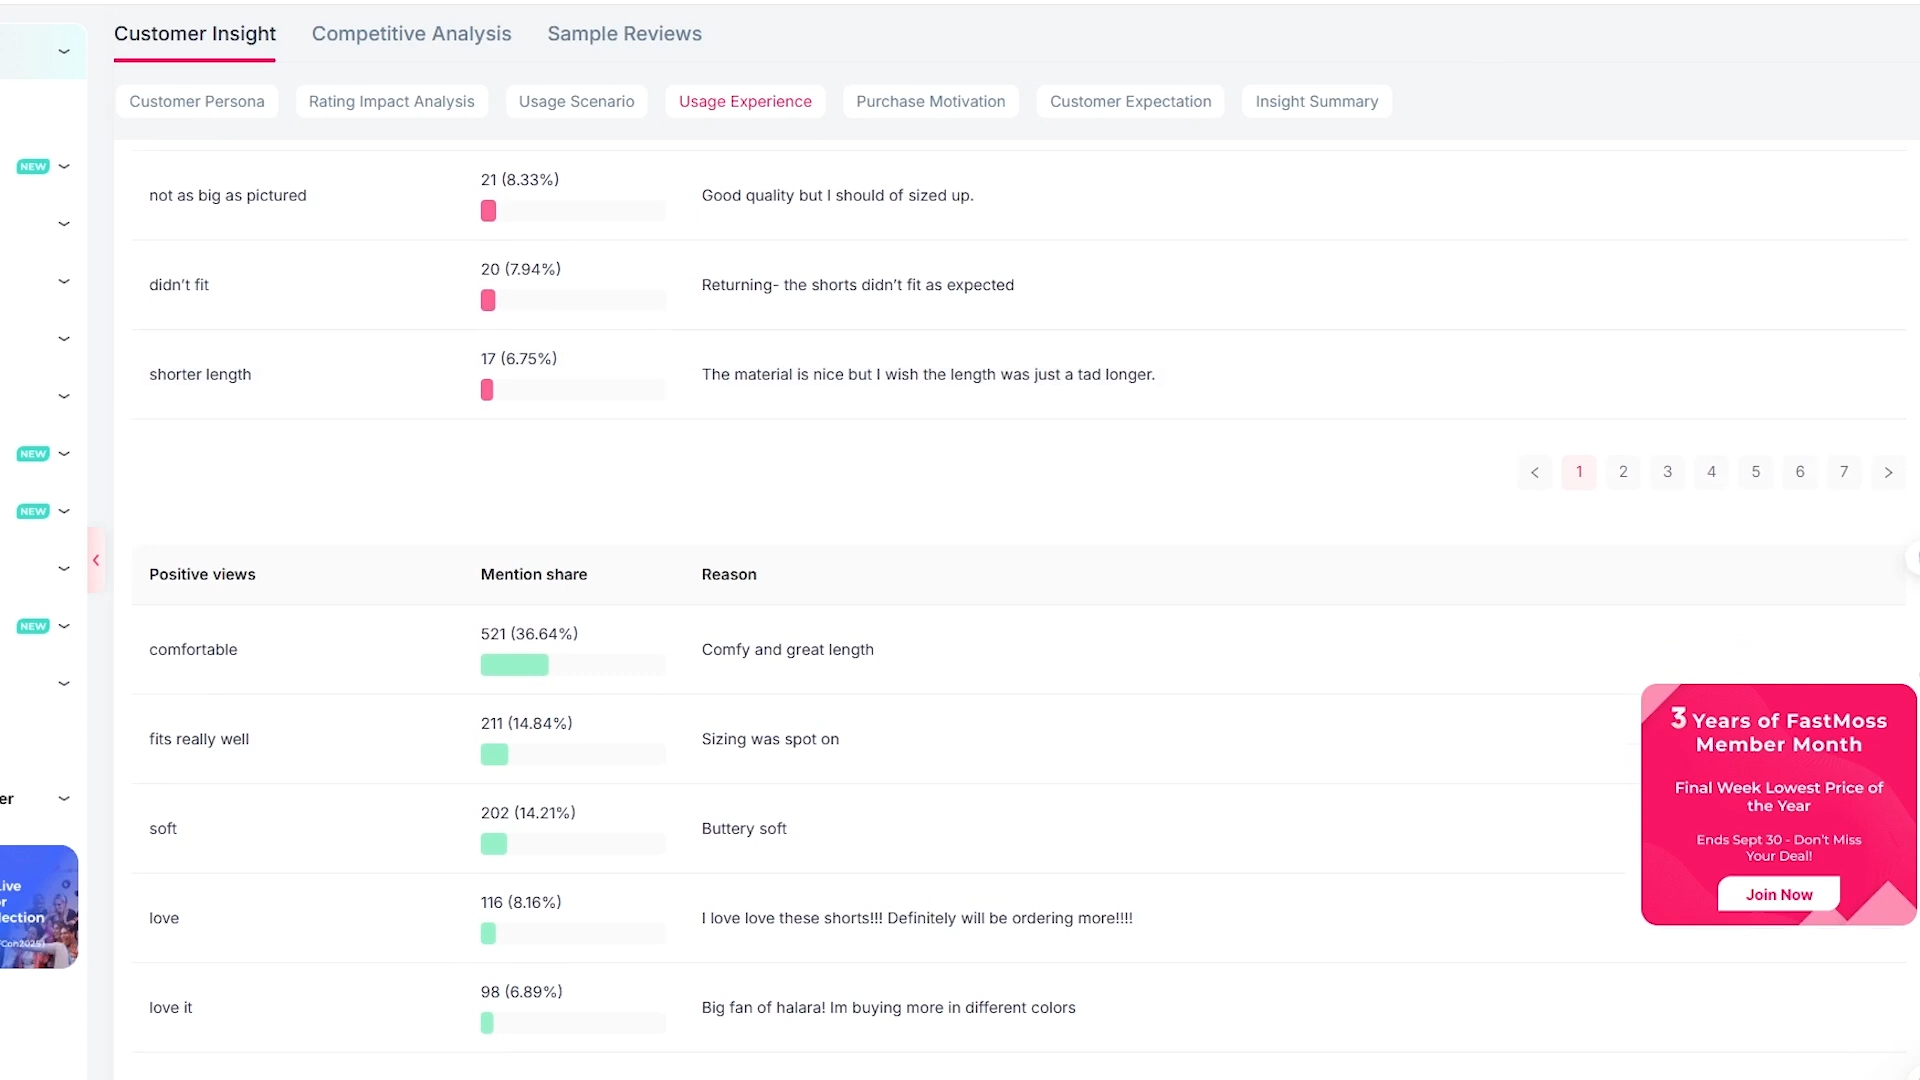 Customer Insight
Competitive Analysis
Sample Reviews
Customer Persona
Rating Impact Analysis
Usage Scenario
Usage Experience
Purchase Motivation
Customer Expectation
Insight Summary
NEW
NEW
NEW
NEW
er
Live
or
lection
Con2025
not as big as pictured
21 (8.33%)
Good quality but I should of sized up.
didn’t fit
20 (7.94%)
Returning- the shorts didn’t fit as expected
shorter length
17 (6.75%)
The material is nice but I wish the length was just a tad longer.
< 1 2 3 4 5 6 7 >
Positive views
Mention share
Reason
comfortable
521 (36.64%)
Comfy and great length
fits really well
211 (14.84%)
Sizing was spot on
soft
202 (14.21%)
Buttery soft
love
116 (8.16%)
I love love these shorts!!! Definitely will be ordering more!!!!
love it
98 (6.89%)
Big fan of halara! Im buying more in different colors
3 Years of FastMoss
Member Month
Final Week Lowest Price of
the Year
Ends Sept 30 - Don't Miss
Your Deal!
Join Now